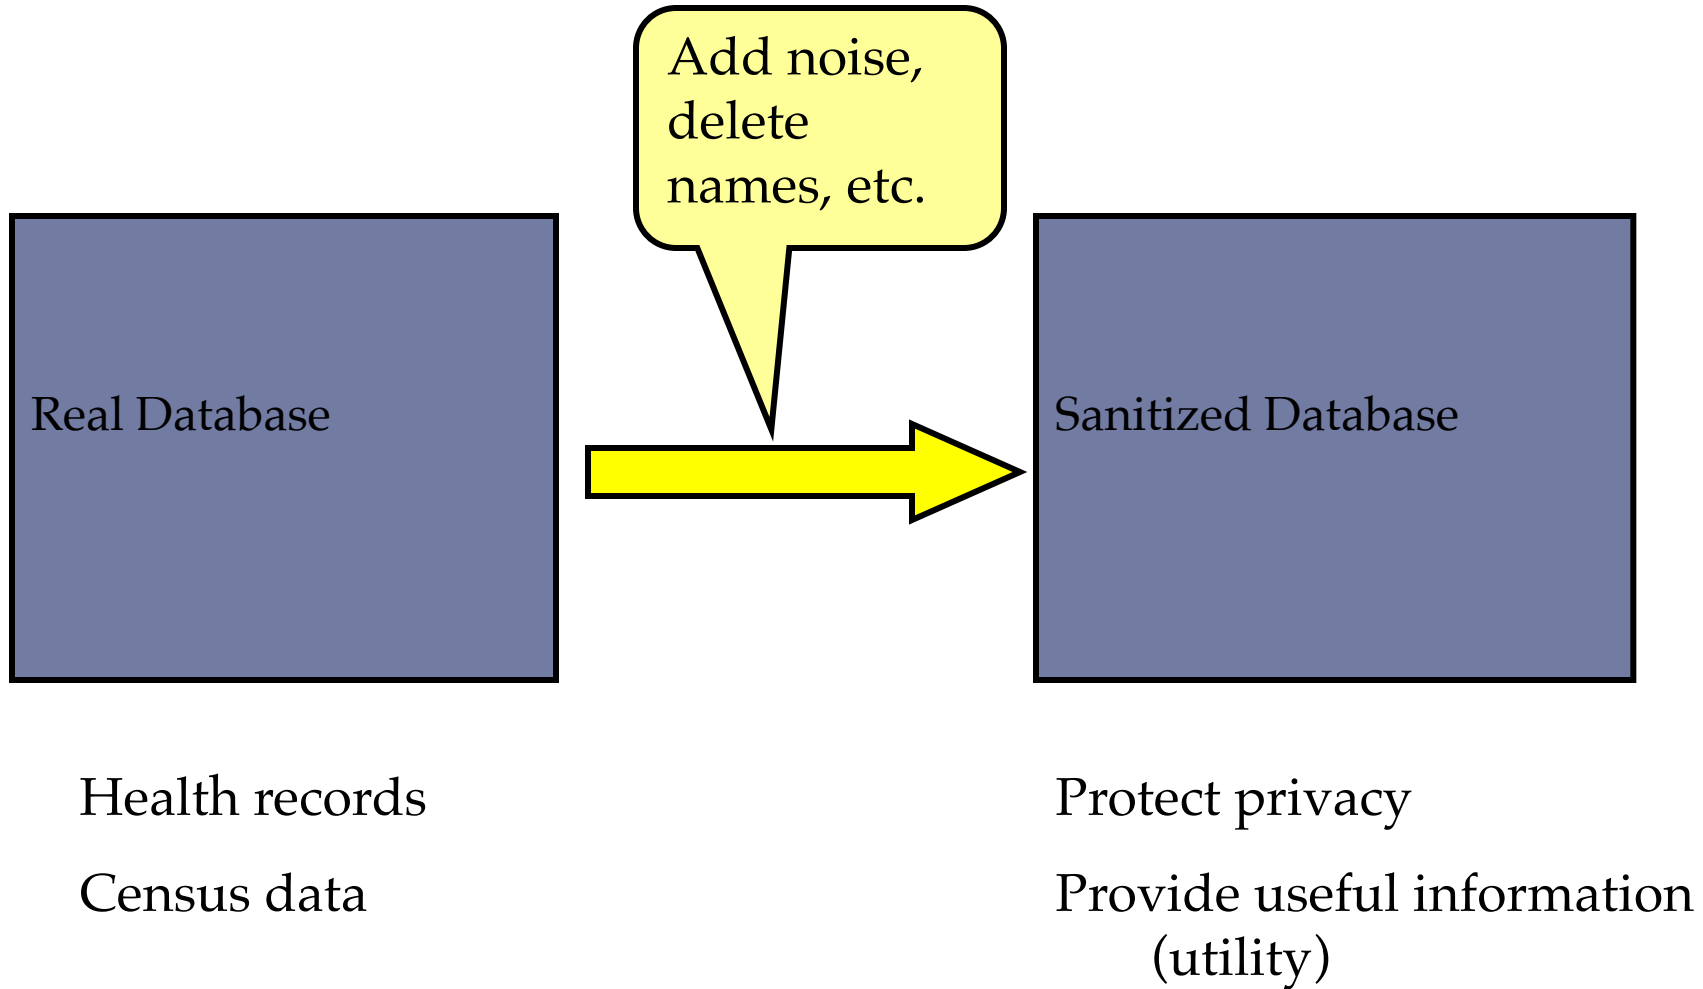 Add noise,
delete
names, etc.
Real Database
Sanitized Database
Health records
Census data
Protect privacy
Provide useful information
(utility)